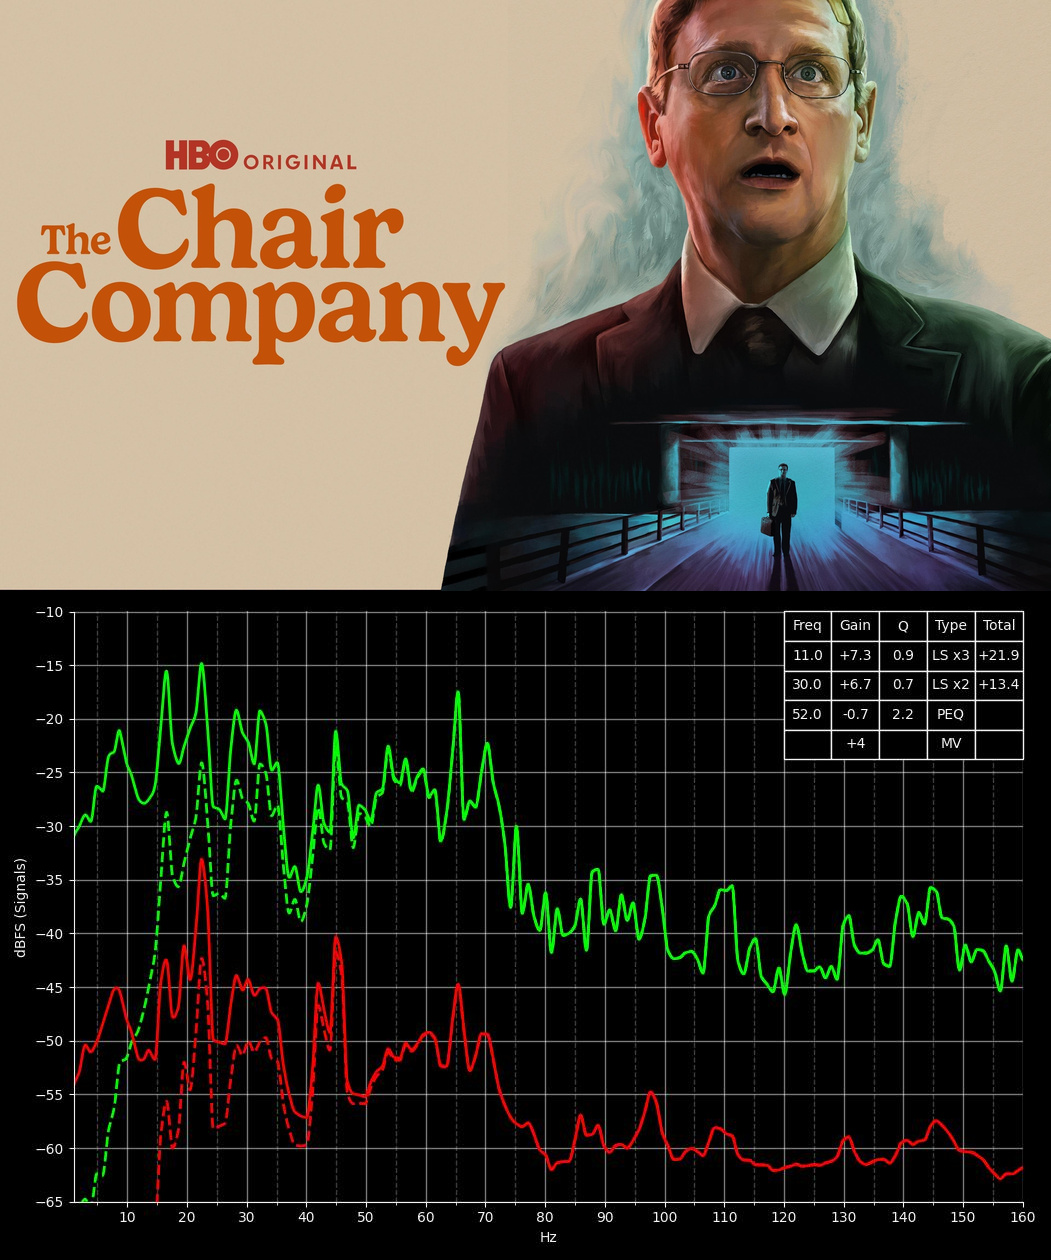 HBO ORIGINAL
The Chair
Company
Freq Gain Q Type Total
11.0 +7.3 0.9 LS x3 +21.9
30.0 +6.7 0.7 LS x2 +13.4
52.0 -0.7 2.2 PEQ
+4 MV
dBFS (Signals)
−10
−15
−20
−25
−30
−35
−40
−45
−50
−55
−60
−65
10 20 30 40 50 60 70 80 90 100 110 120 130 140 150 160
Hz